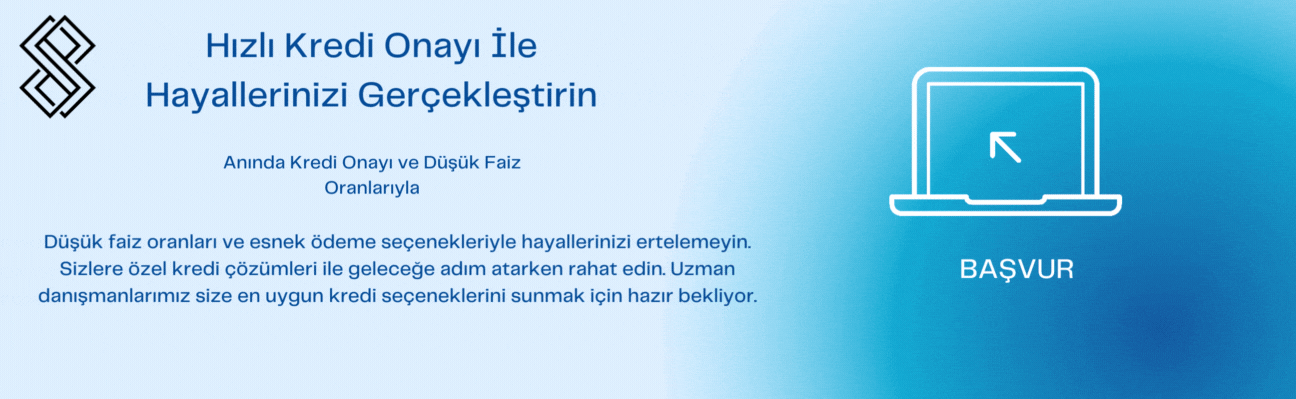 Hızlı Kredi Onayı İle
Hayallerinizi Gerçekleştirin
Anında Kredi Onayı ve Düşük Faiz
Oranlarıyla
Düşük faiz oranları ve esnek ödeme seçenekleriyle hayallerinizi ertelemeyin.
Sizlere özel kredi çözümleri ile geleceğe adım atarken rahat edin. Uzman
danışmanlarımız size en uygun kredi seçeneklerini sunmak için hazır bekliyor.
BAŞVUR